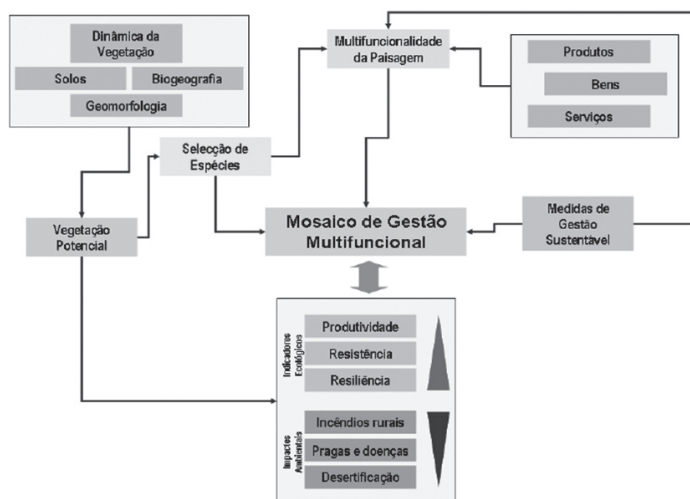 Dinâmica da
Vegetação
Solos
Biogeografia
Geomorfologia
Multifuncionalidade
da Paisagem
Produtos
Bens
Serviços
Selecção de
Espécies
Vegetação
Potencial
Mosaico de Gestão
Multifuncional
Medidas de
Gestão
Sustentável
Indicadores
Ecológicos
Produtividade
Resistência
Resiliência
Impactes
Ambientais
Incêndios rurais
Pragas e doenças
Desertificação